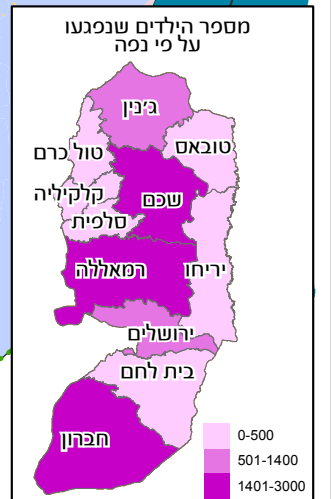 מספר הילדים שנפגעו
על פי נפה
ג'נין
טובאס
טול כרם
קלקיליה
שכם
סלפית
רמאללה
יריחו
ירושלים
בית לחם
חברון
0-500
501-1400
1401-3000